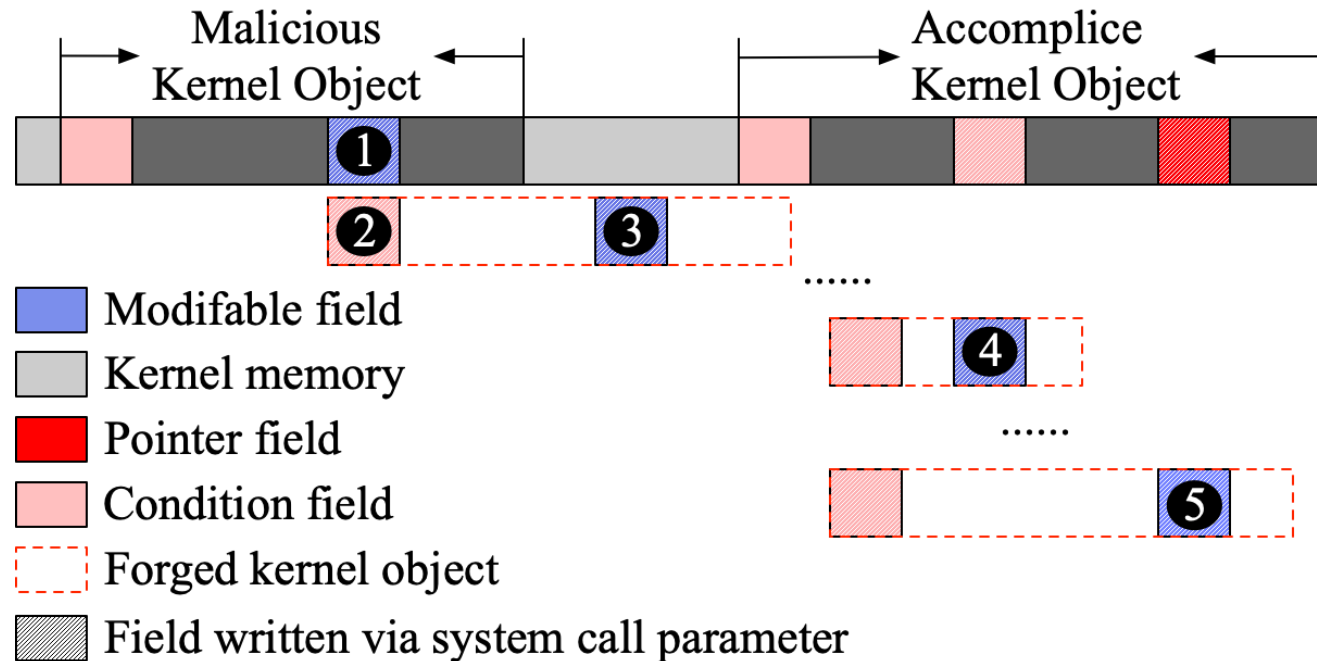 Malicious
Kernel Object
Accomplice
Kernel Object
1
2
3
......
4
......
5
Modifable field
Kernel memory
Pointer field
Condition field
Forged kernel object
Field written via system call parameter